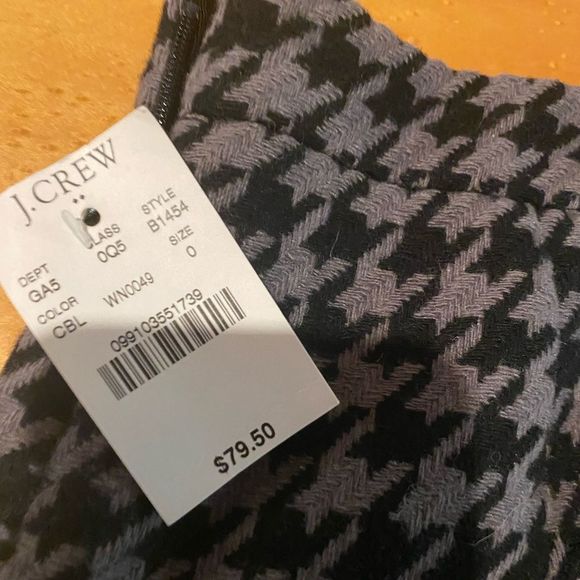 J.CREW
DEPT CLASS STYLE
GA5 0Q5 B1454
COLOR SIZE
CBL WN0049 0
099103551739
$79.50